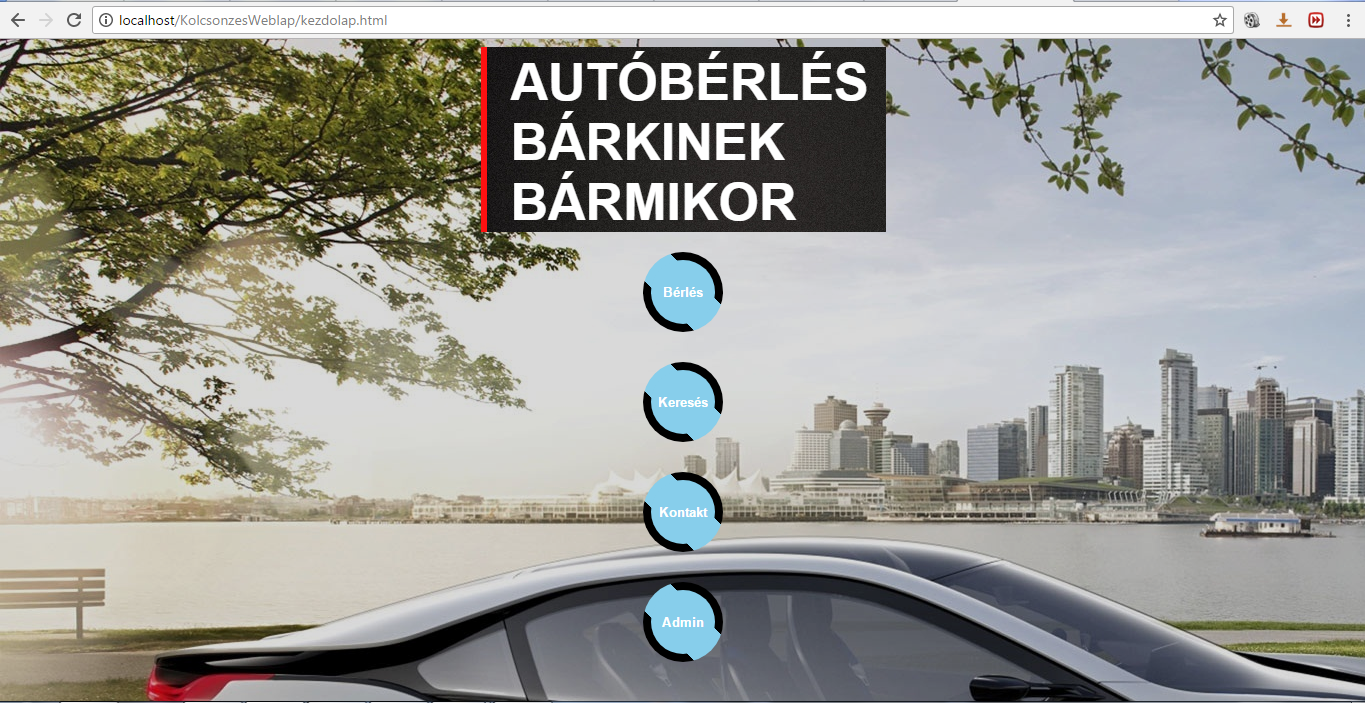 localhost/KolcsonzesWeblap/kezdolap.html
AUTÓBÉRLÉS
BÁRKINEK
BÁRMIKOR
Bérlés
Keresés
Kontakt
Admin